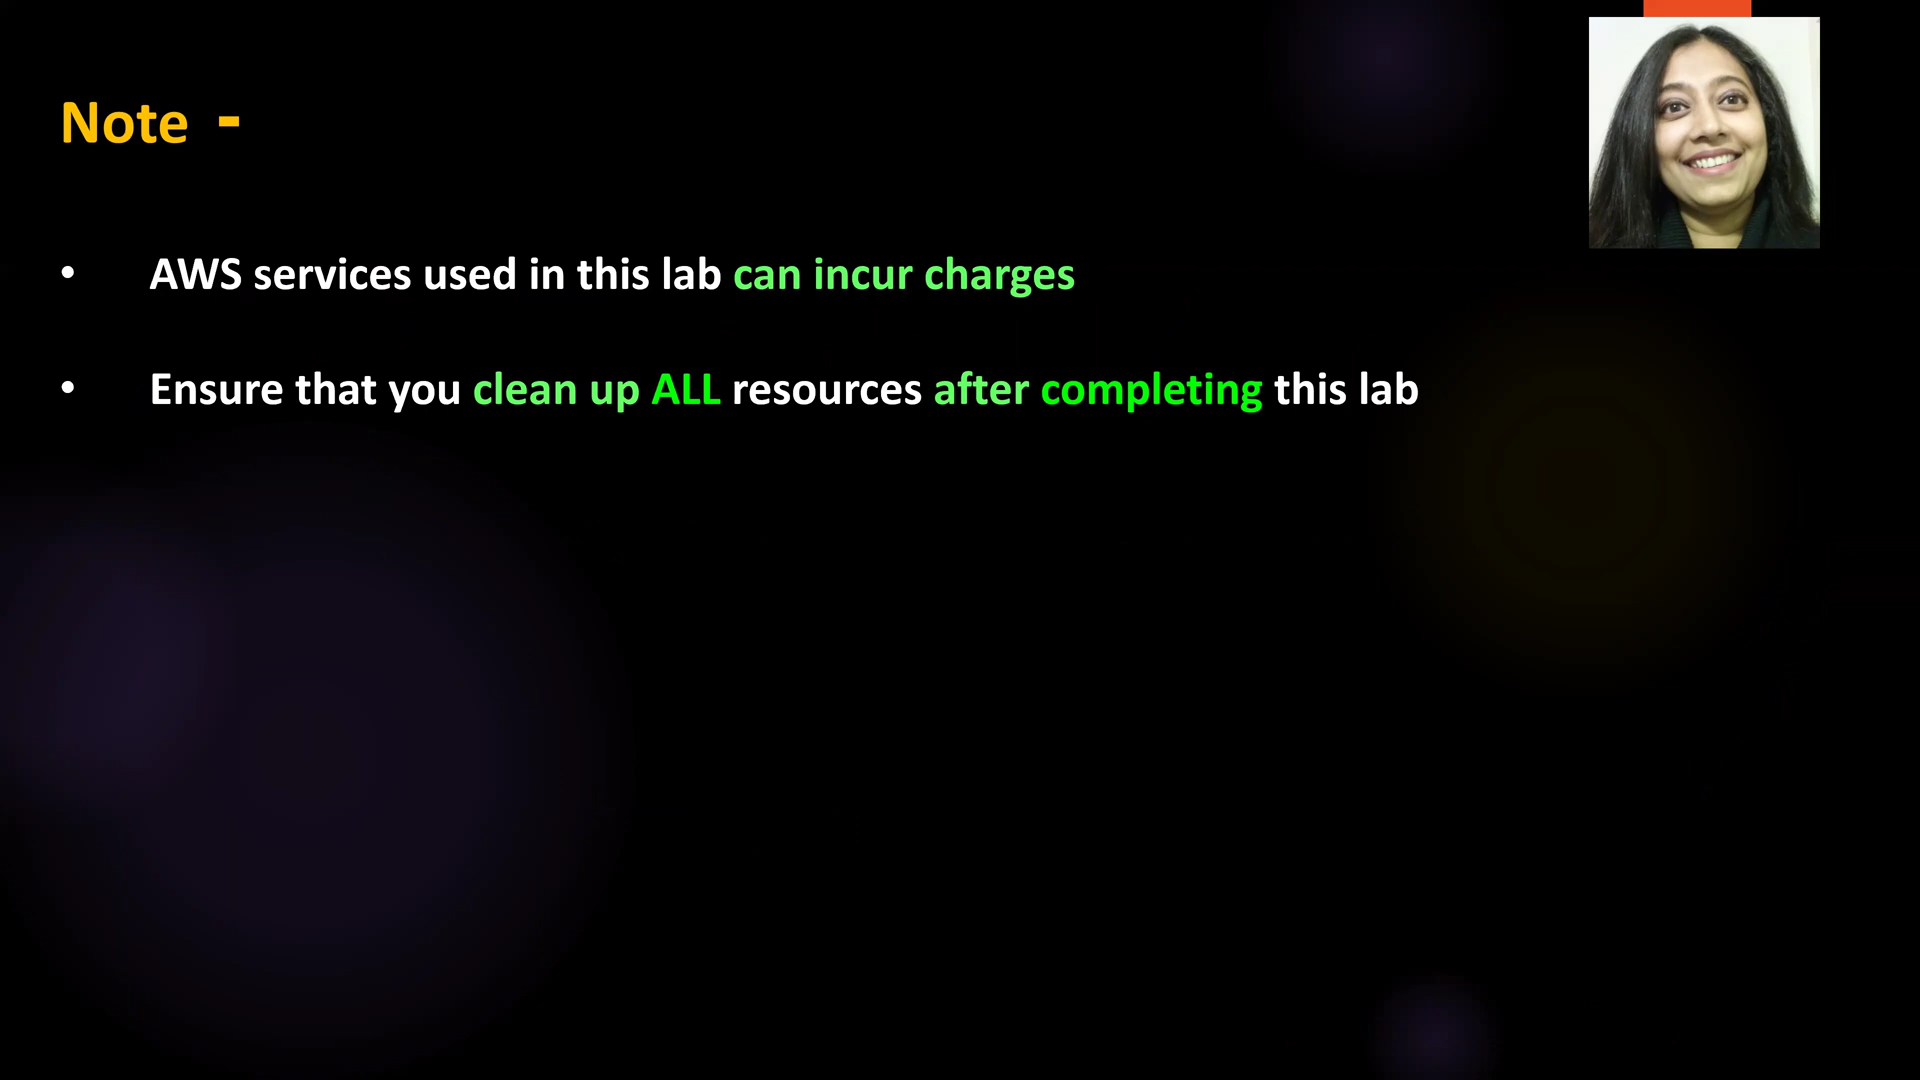 Note -
• AWS services used in this lab can incur charges
• Ensure that you clean up ALL resources after completing this lab